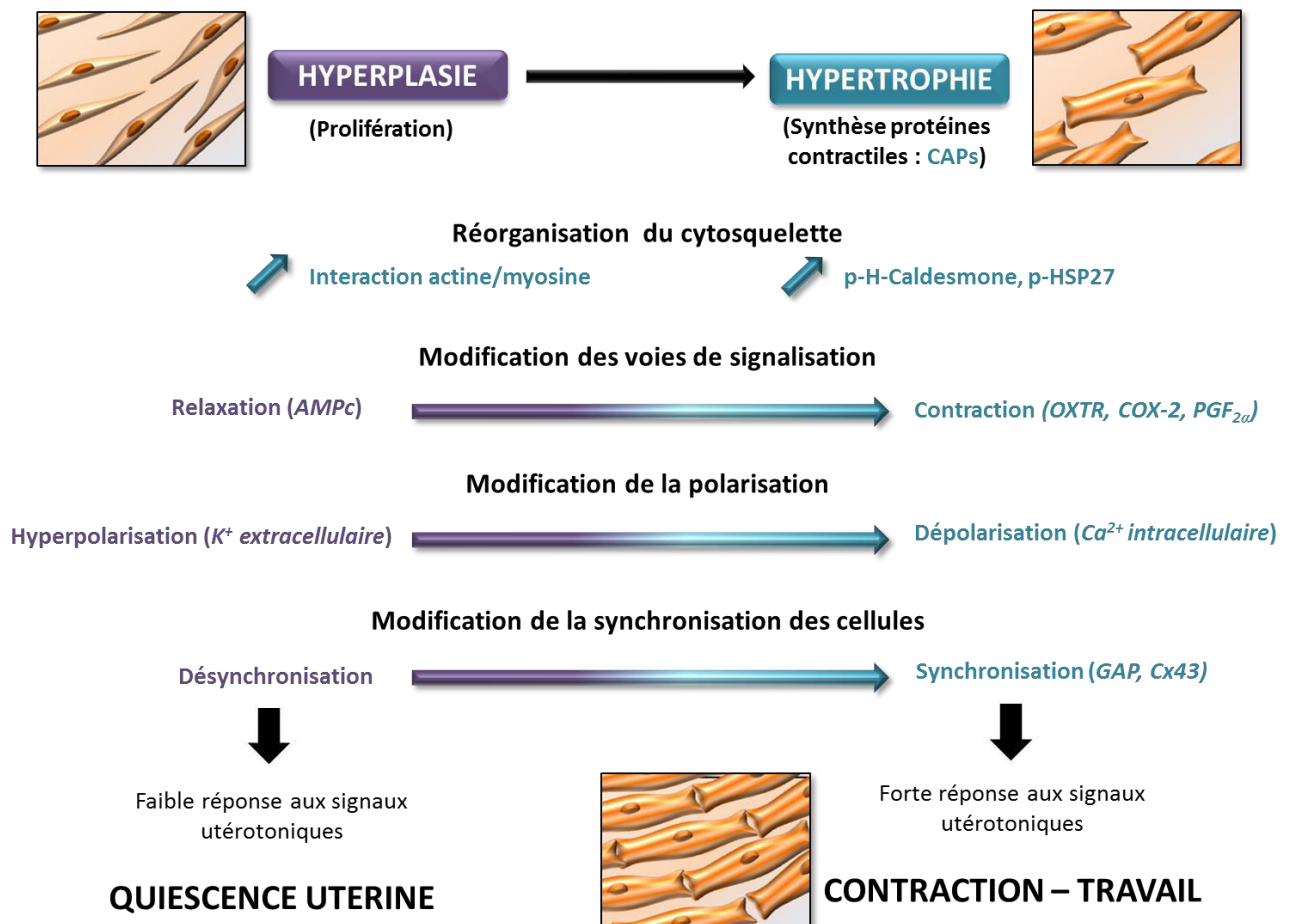 HYPERPLASIE
(Prolifération)
HYPERTROPHIE
(Synthèse protéines
contractiles : CAPs)
Réorganisation du cytosquelette
Interaction actine/myosine
p-H-Caldesmone, p-HSP27
Modification des voies de signalisation
Relaxation (AMPc)
Contraction (OXTR, COX-2, PGF2α)
Modification de la polarisation
Hyperpolarisation (K+ extracellulaire)
Dépolarisation (Ca2+ intracellulaire)
Modification de la synchronisation des cellules
Désynchronisation
Synchronisation (GAP, Cx43)
Faible réponse aux signaux
utérotoniques
Forte réponse aux signaux
utérotoniques
QUIESCENCE UTERINE
CONTRACTION – TRAVAIL